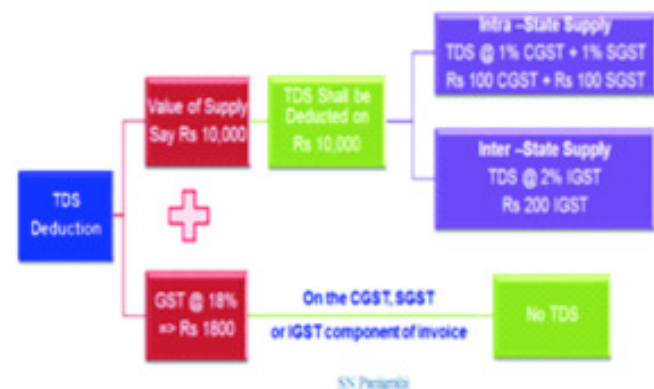 TDS
Deduction
Value of Supply
Say Rs 10,000
TDS Shall be
Deducted on
Rs 10,000
Intra –State Supply
TDS @ 1% CGST + 1% SGST
Rs 100 CGST + Rs 100 SGST
Inter –State Supply
TDS @ 2% IGST
Rs 200 IGST
GST @ 18%
=> Rs 1800
On the CGST, SGST
or IGST component of invoice
No TDS
SN Panigrahi